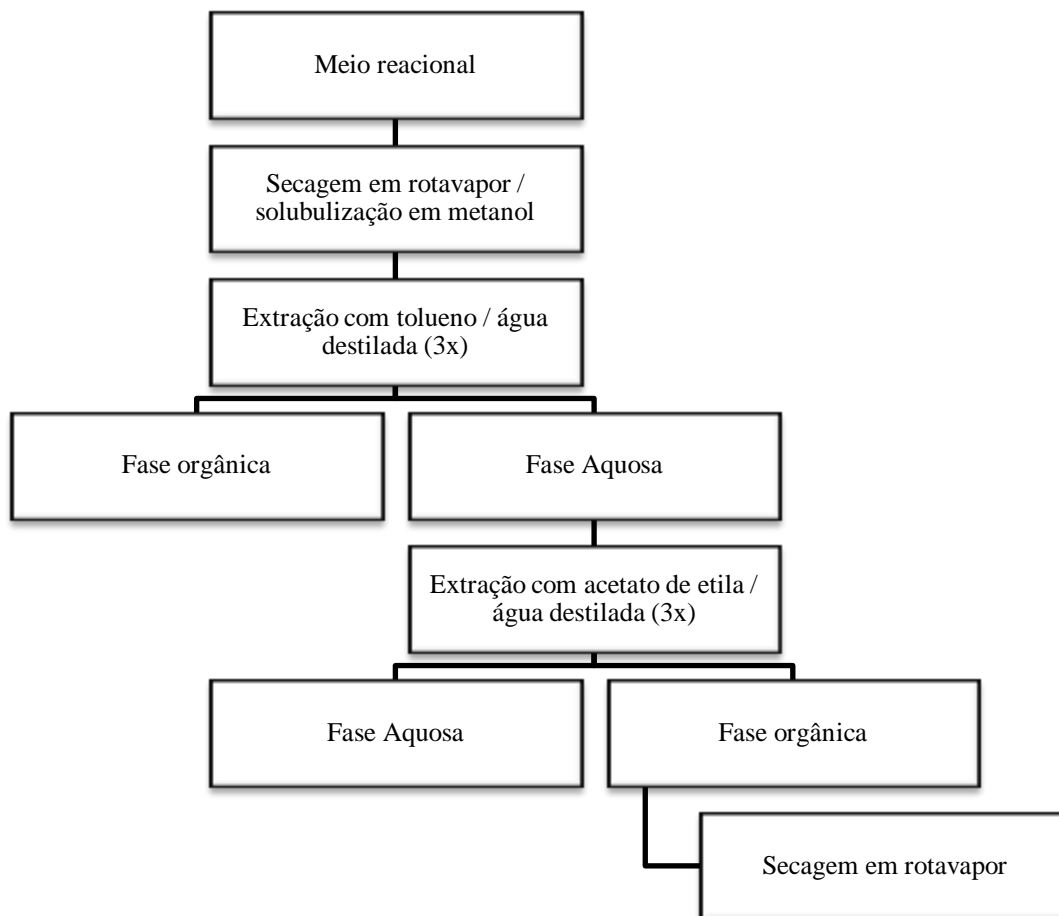 Meio reacional
Secagem em rotavapor /
solubulização em metanol
Extração com tolueno / água
destilada (3x)
Fase orgânica
Fase Aquosa
Extração com acetato de etila /
água destilada (3x)
Fase Aquosa
Fase orgânica
Secagem em rotavapor